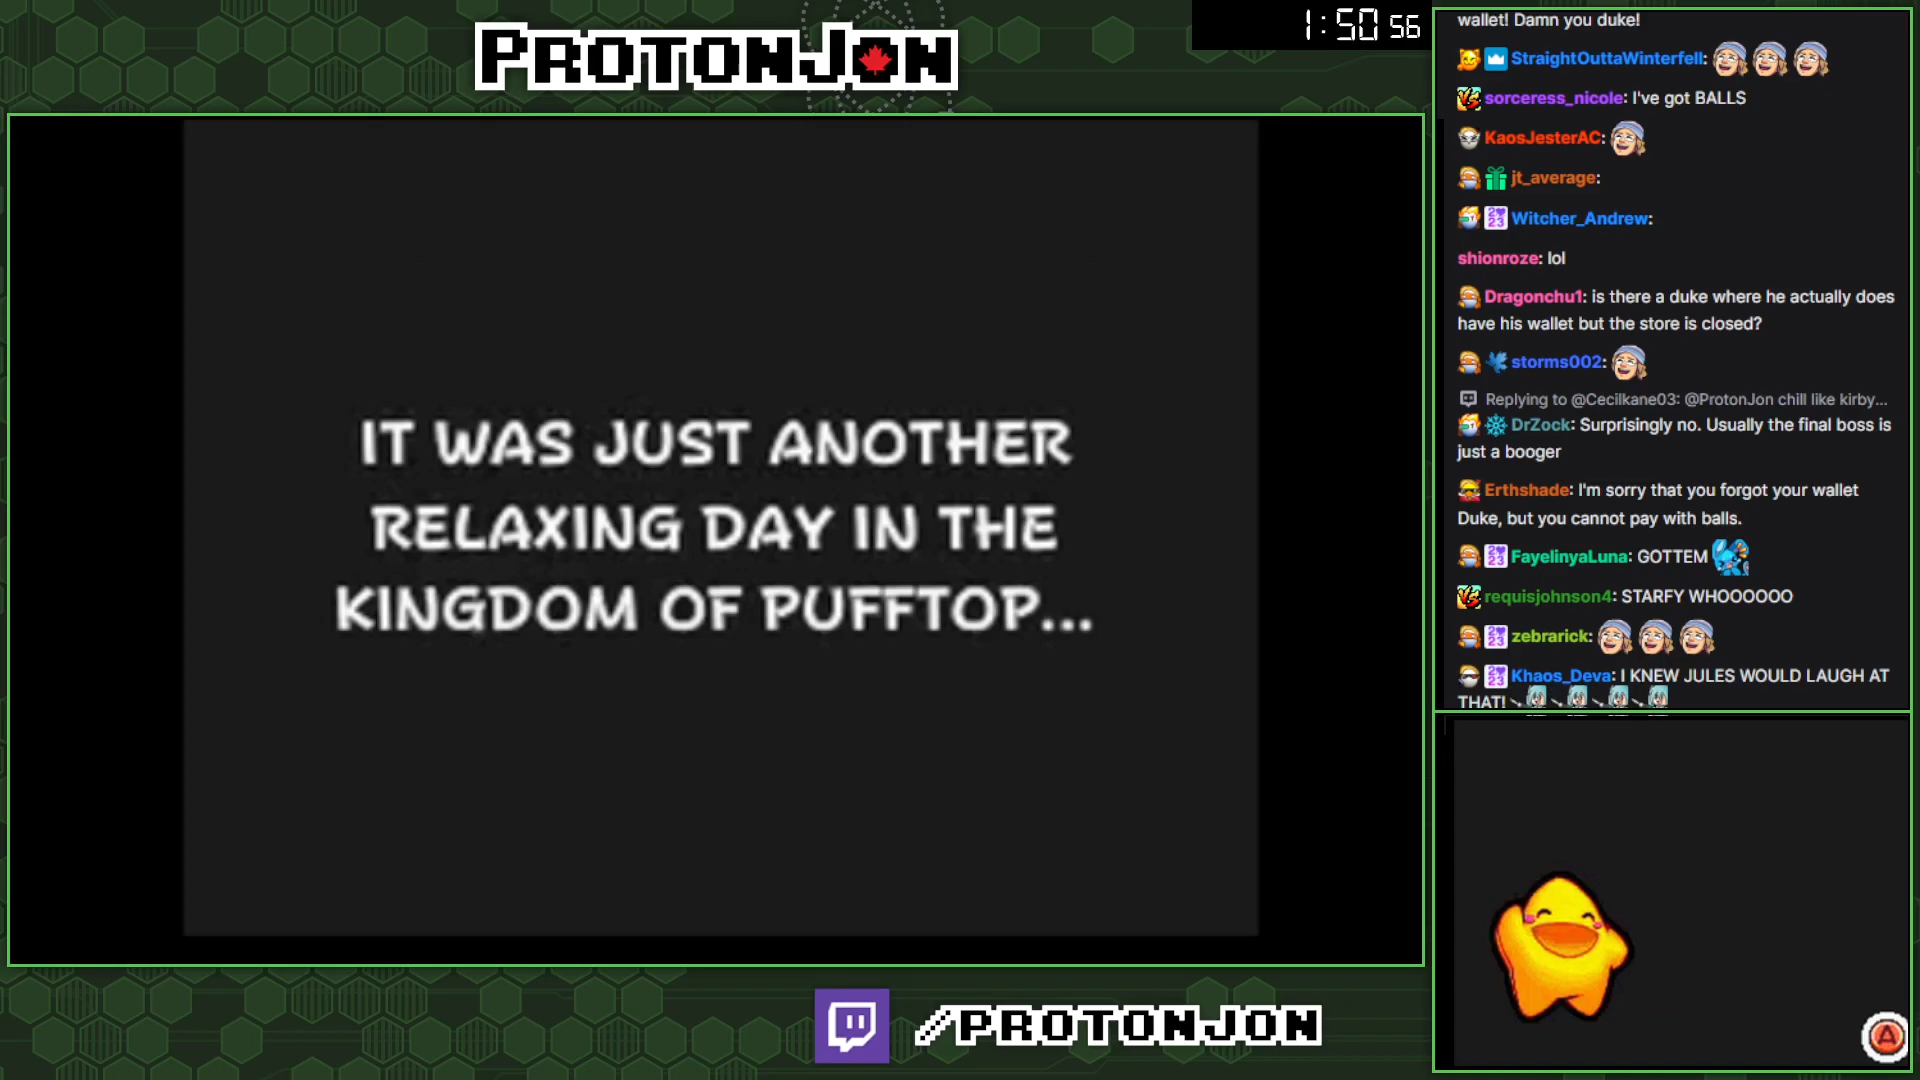 PROTONJON
1:50 56
wallet! Damn you duke!
StraightOuttaWinterfell:
sorceress_nicole: I've got BALLS
KaosJesterAC:
jt_average:
Witcher_Andrew:
shionroze: lol
Dragonchu1: is there a duke where he actually does
have his wallet but the store is closed?
storms002:
Replying to @Cecilkane03: @ProtonJon chill like kirby...
DrZock: Surprisingly no. Usually the final boss is
just a booger
Erthshade: I'm sorry that you forgot your wallet
Duke, but you cannot pay with balls.
FayelinyaLuna: GOTTEM
requisjohnson4: STARFY WHOOOOOO
zebrarick:
Khaos_Deva: I KNEW JULES WOULD LAUGH AT
THAT!
IT WAS JUST ANOTHER
RELAXING DAY IN THE
KINGDOM OF PUFFTOP...
A
/PROTONJON